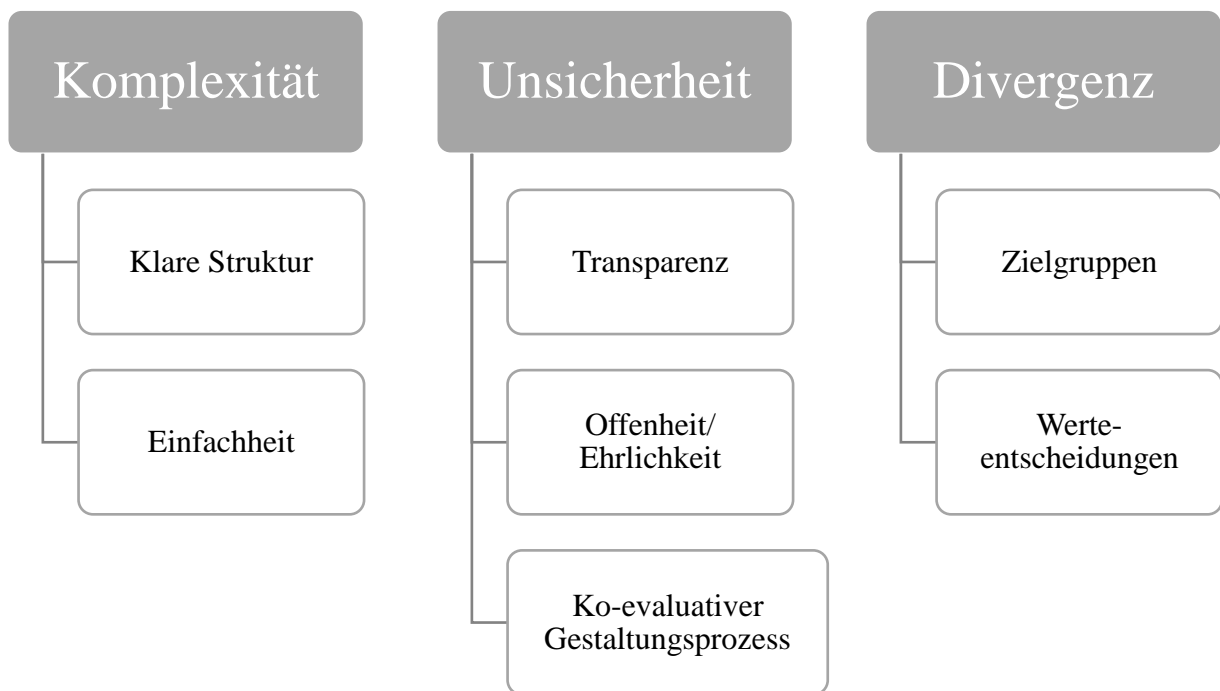 Komplexität
Klare Struktur
Einfachheit
Unsicherheit
Transparenz
Offenheit/
Ehrlichkeit
Ko-evaluativer
Gestaltungsprozess
Divergenz
Zielgruppen
Werte-
entscheidungen